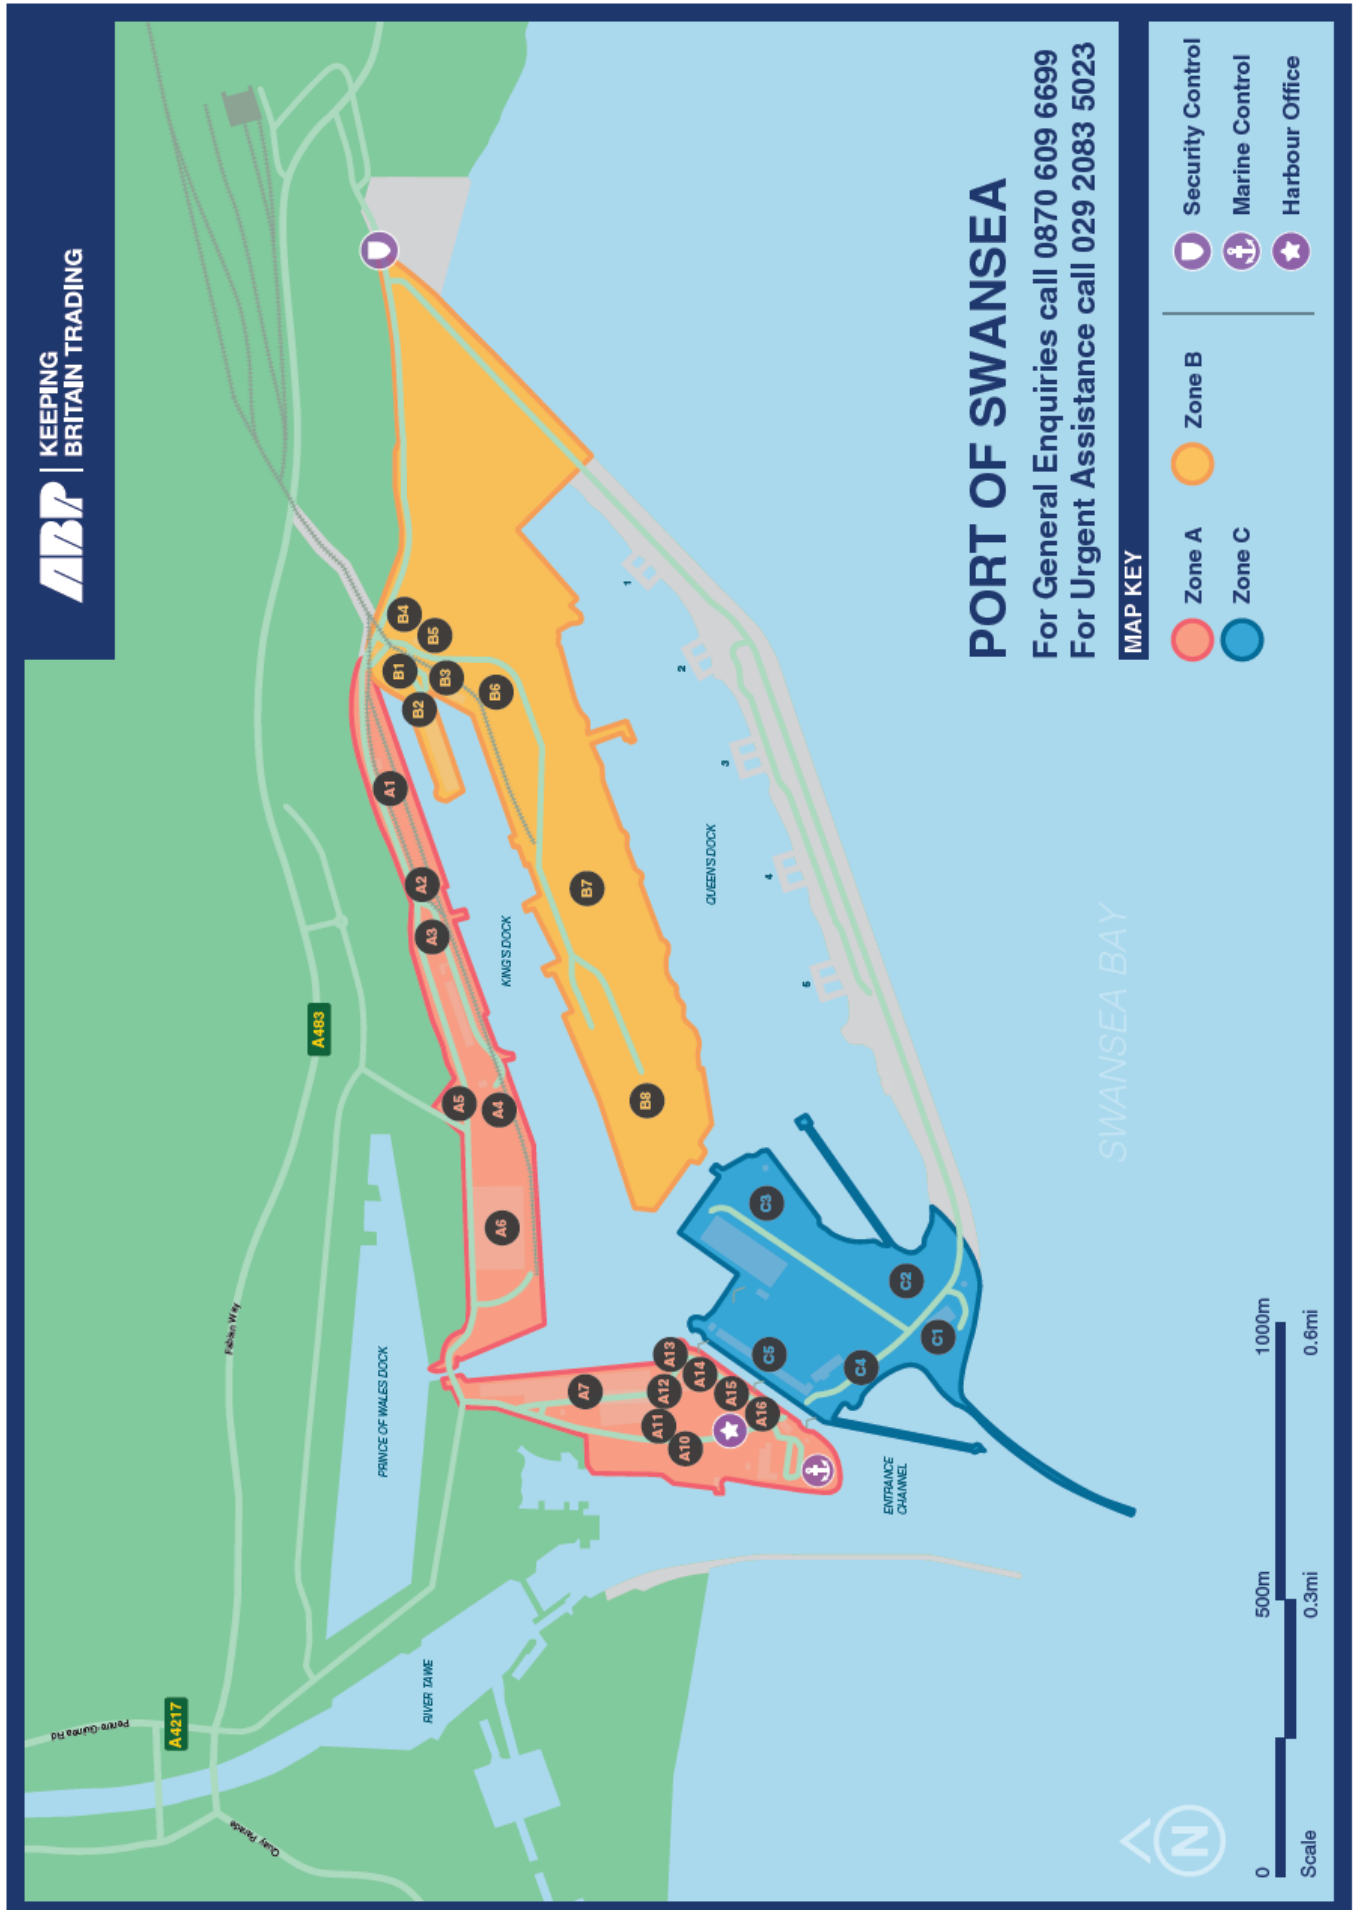 ABP
KEEPING
BRITAIN TRADING
PORT OF SWANSEA
For General Enquiries call 0870 609 6699
For Urgent Assistance call 029 2083 5023
MAP KEY
Zone A
Zone B
Zone C
Security Control
Marine Control
Harbour Office
A4217
Pentre Guinea Rd
Quay Parade
Fabian Way
A483
RIVER TAWE
PRINCE OF WALES DOCK
KING'S DOCK
QUEEN'S DOCK
ENTRANCE
CHANNEL
SWANSEA BAY
A1
A2
A3
A4
A5
A6
A7
A10
A11
A12
A13
A14
A15
A16
B1
B2
B3
B4
B5
B6
B7
B8
C1
C2
C3
C4
C5
1
2
3
4
5
N
0
500m
1000m
Scale
0.3mi
0.6mi